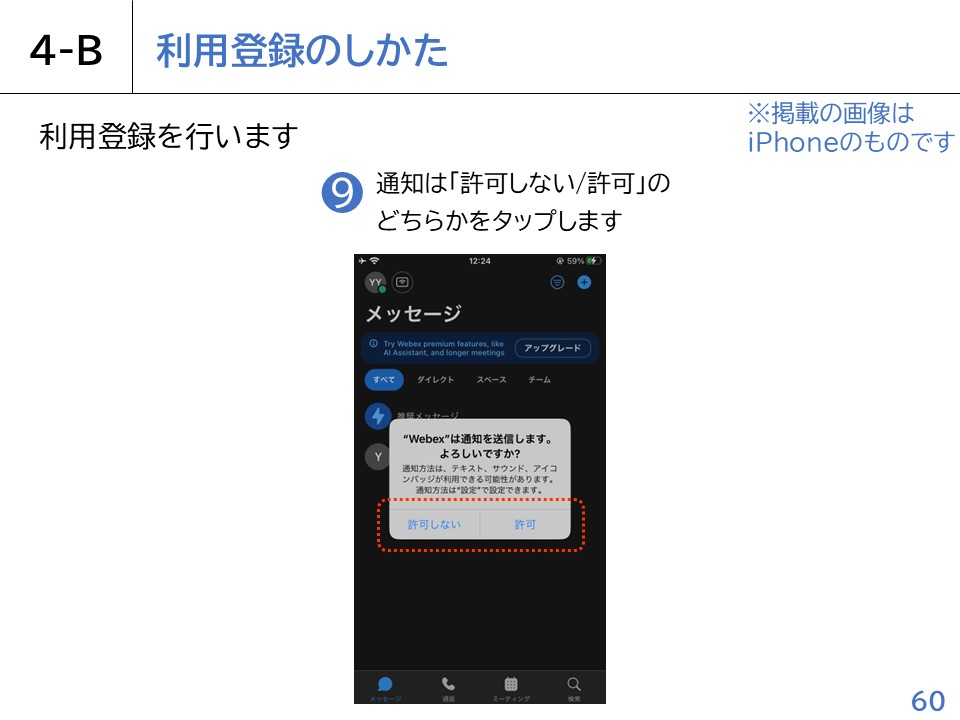 4-B
利用登録のしかた
利用登録を行います
※掲載の画像は
iPhoneのものです
9
通知は「許可しない/許可」の
どちらかをタップします
12:24
59%
YY
メッセージ
Try Webex premium features, like
AI Assistant, and longer meetings
アップグレード
すべて
ダイレクト
スペース
チーム
推奨メッセージ
Y
"Webex"は通知を送信します。
よろしいですか?
通知方法は、テキスト、サウンド、アイコ
ンバッジが利用できる可能性があります。
通知方法は"設定"で設定できます。
許可しない
許可
メッセージ
通話
ミーティング
検索
60